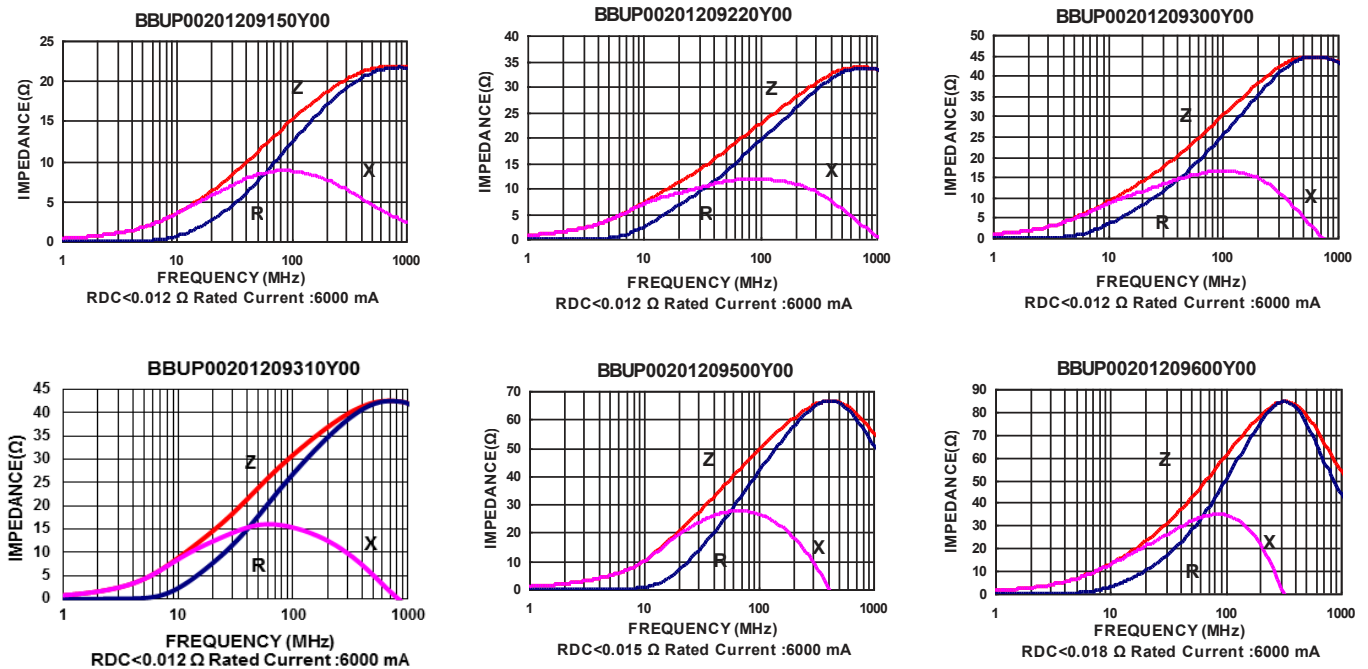 BBUP00201209150Y00
25
20
15
10
5
0
IMPEDANCE(Ω)
Z
X
R
1
10
100
1000
FREQUENCY (MHz)
RDC<0.012 Ω Rated Current :6000 mA
BBUP00201209220Y00
40
35
30
25
20
15
10
5
0
IMPEDANCE(Ω)
Z
X
R
1
10
100
1000
FREQUENCY (MHz)
RDC<0.012 Ω Rated Current :6000 mA
BBUP00201209300Y00
50
45
40
35
30
25
20
15
10
5
0
IMPEDANCE(Ω)
Z
X
R
1
10
100
1000
FREQUENCY (MHz)
RDC<0.012 Ω Rated Current :6000 mA
BBUP00201209310Y00
45
40
35
30
25
20
15
10
5
0
IMPEDANCE(Ω)
Z
X
R
1
10
100
1000
FREQUENCY (MHz)
RDC<0.012 Ω Rated Current :6000 mA
BBUP00201209500Y00
70
60
50
40
30
20
10
0
IMPEDANCE(Ω)
Z
X
R
1
10
100
1000
FREQUENCY (MHz)
RDC<0.015 Ω Rated Current :6000 mA
BBUP00201209600Y00
90
80
70
60
50
40
30
20
10
0
IMPEDANCE(Ω)
Z
X
R
1
10
100
1000
FREQUENCY (MHz)
RDC<0.018 Ω Rated Current :6000 mA